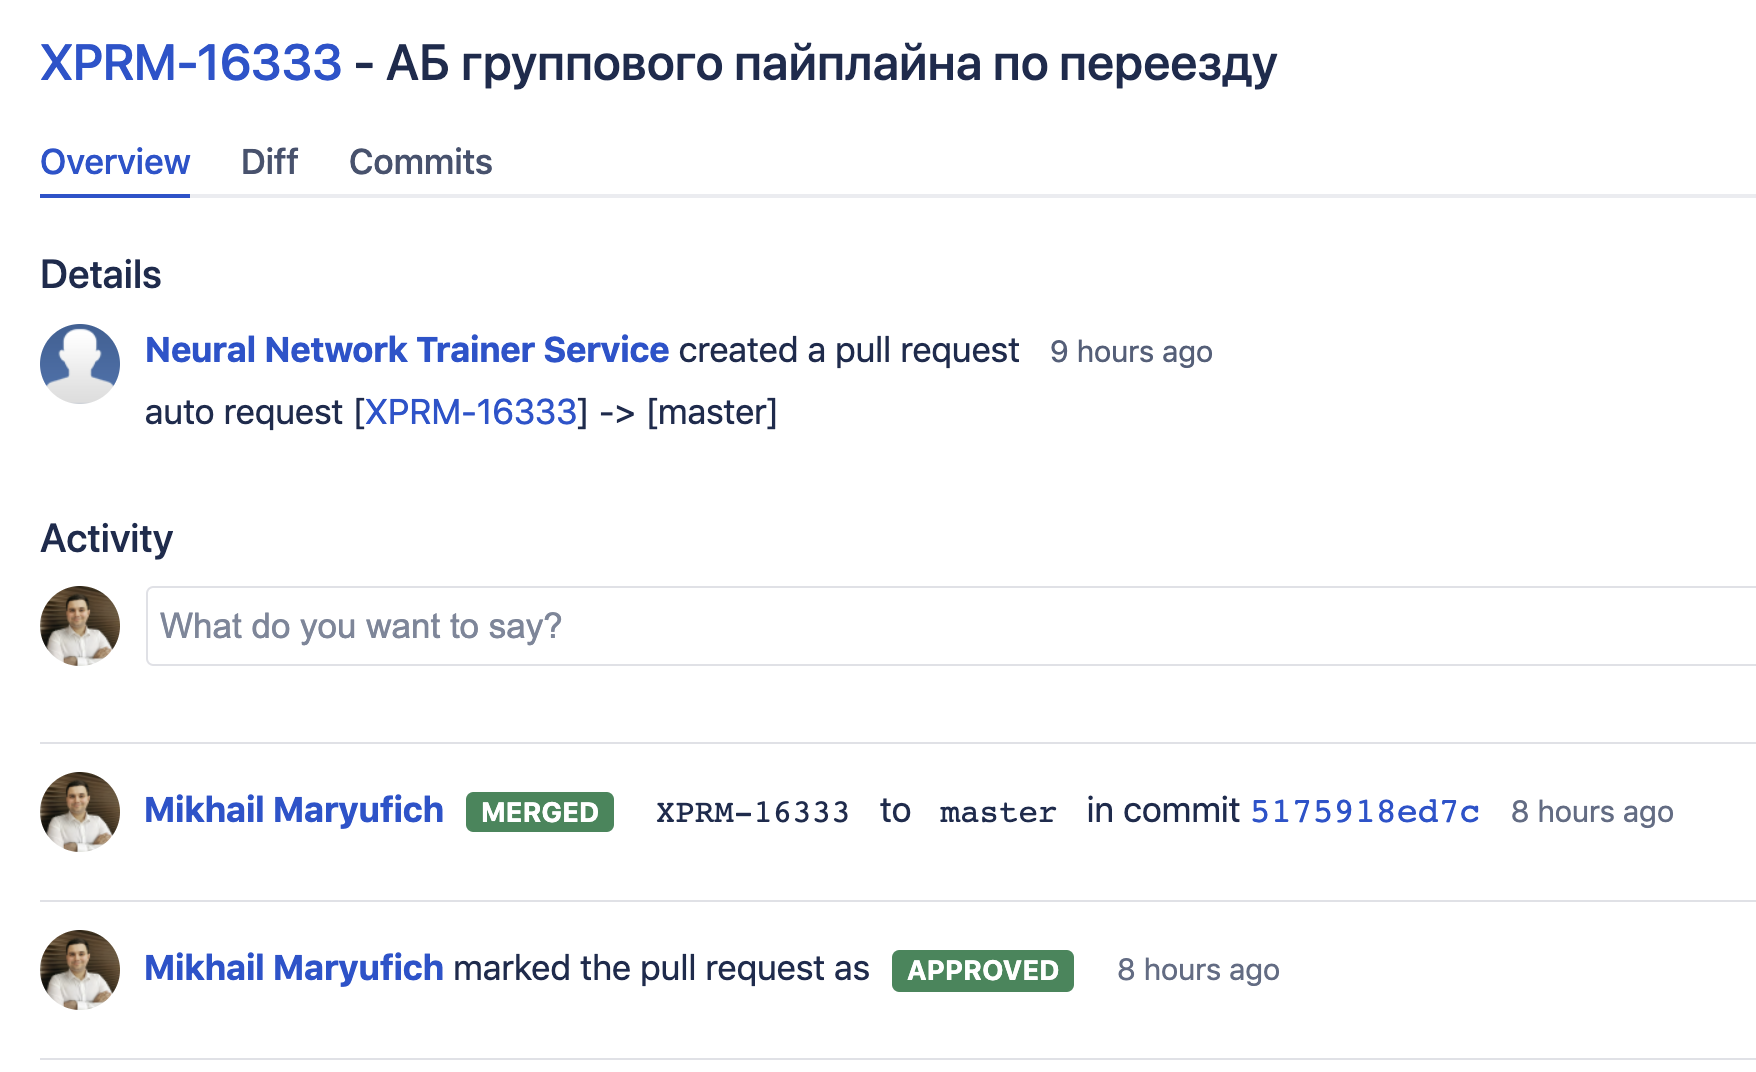 XPRM-16333 - АБ группового пайплайна по переезду
Overview Diff Commits
Details
Neural Network Trainer Service created a pull request 9 hours ago
auto request [XPRM-16333] -> [master]
Activity
What do you want to say?
Mikhail Maryufich MERGED XPRM-16333 to master in commit 5175918ed7c 8 hours ago
Mikhail Maryufich marked the pull request as APPROVED 8 hours ago